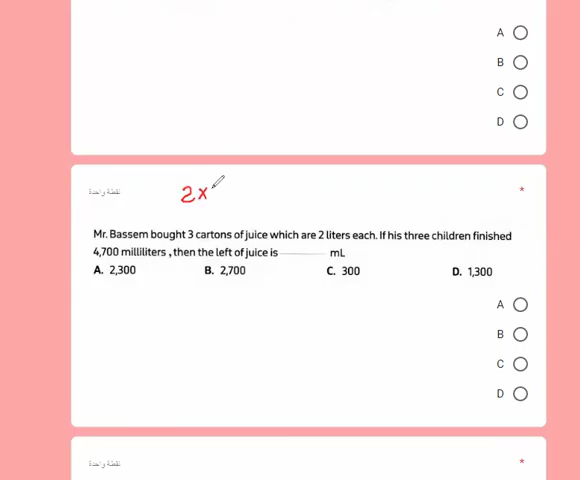 A
B
C
D
نقطة واحدة
2x
*
Mr. Bassem bought 3 cartons of juice which are 2 liters each. If his three children finished
4,700 milliliters , then the left of juice is ________ mL
A. 2,300 B. 2,700 C. 300 D. 1,300
A
B
C
D
نقطة واحدة
*